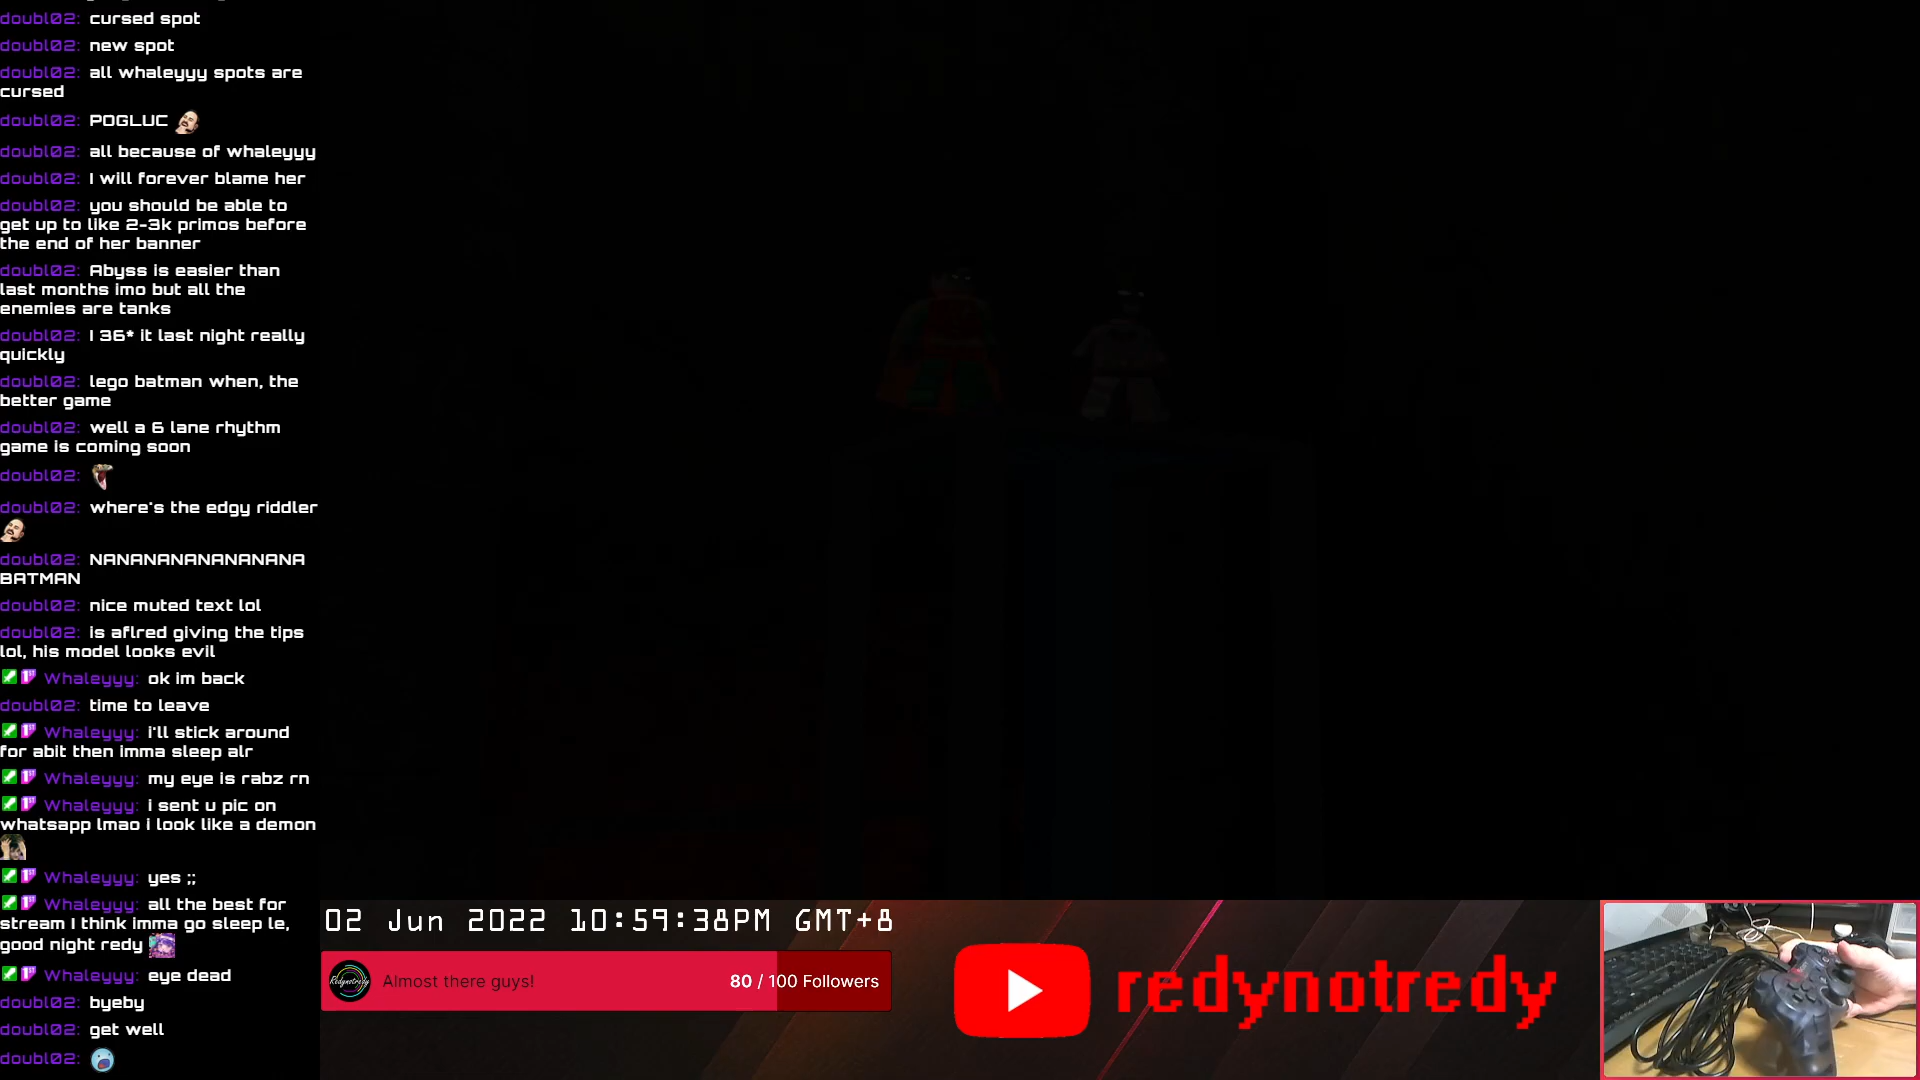 doubl02: cursed spot
doubl02: new spot
doubl02: all whaleyyy spots are
cursed
doubl02: POGLUC
doubl02: all because of whaleyyy
doubl02: I will forever blame her
doubl02: you should be able to
get up to like 2-3k primos before
the end of her banner
doubl02: Abyss is easier than
last months imo but all the
enemies are tanks
doubl02: I 36* it last night really
quickly
doubl02: lego batman when, the
better game
doubl02: well a 6 lane rhythm
game is coming soon
doubl02:
doubl02: where's the edgy riddler
doubl02: NANANANANANANANA
BATMAN
doubl02: nice muted text lol
doubl02: is aflred giving the tips
lol, his model looks evil
Whaleyyy: ok im back
doubl02: time to leave
Whaleyyy: i'll stick around
for abit then imma sleep alr
Whaleyyy: my eye is rabz rn
Whaleyyy: i sent u pic on
whatsapp lmao i look like a demon
Whaleyyy: yes ;;
Whaleyyy: all the best for
stream I think imma go sleep le,
good night redy
Whaleyyy: eye dead
doubl02: byeby
doubl02: get well
doubl02:
02 Jun 2022 10:59:38PM GMT+8
Redynotredy
Almost there guys! 80 / 100 Followers
redynotredy